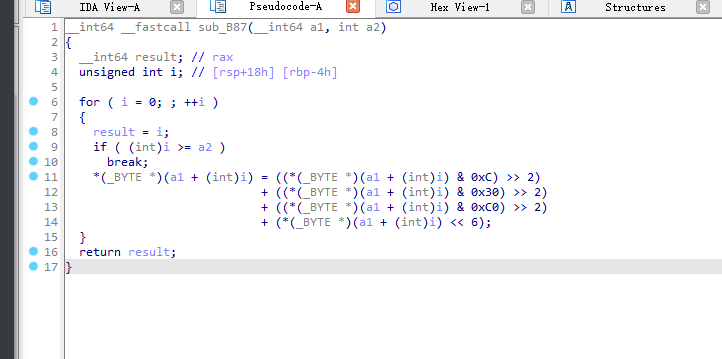 IDA View-A Pseudocode-A Hex View-1 Structures
1 __int64 __fastcall sub_B87(__int64 a1, int a2)
2 {
3   __int64 result; // rax
4   unsigned int i; // [rsp+18h] [rbp-4h]
5
6   for ( i = 0; ; ++i )
7   {
8     result = i;
9     if ( (int)i >= a2 )
10       break;
11     *(_BYTE *)(a1 + (int)i) = ((*(_BYTE *)(a1 + (int)i) & 0xC) >> 2)
12                             + ((*(_BYTE *)(a1 + (int)i) & 0x30) >> 2)
13                             + ((*(_BYTE *)(a1 + (int)i) & 0xC0) >> 2)
14                             + (*(_BYTE *)(a1 + (int)i) << 6);
15   }
16   return result;
17 }